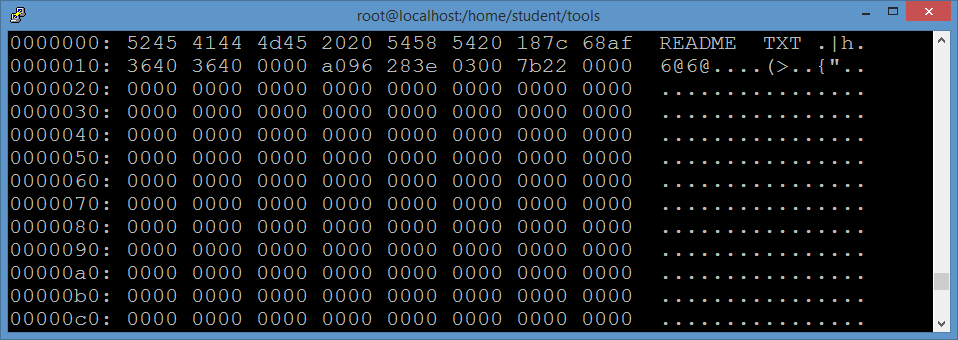 root@localhost:/home/student/tools
0000000: 5245 4144 4d45 2020 5458 5420 187c 68af  README  TXT .|h.
0000010: 3640 3640 0000 a096 283e 0300 7b22 0000  6@6@....(>..{"..
0000020: 0000 0000 0000 0000 0000 0000 0000 0000  ................
0000030: 0000 0000 0000 0000 0000 0000 0000 0000  ................
0000040: 0000 0000 0000 0000 0000 0000 0000 0000  ................
0000050: 0000 0000 0000 0000 0000 0000 0000 0000  ................
0000060: 0000 0000 0000 0000 0000 0000 0000 0000  ................
0000070: 0000 0000 0000 0000 0000 0000 0000 0000  ................
0000080: 0000 0000 0000 0000 0000 0000 0000 0000  ................
0000090: 0000 0000 0000 0000 0000 0000 0000 0000  ................
00000a0: 0000 0000 0000 0000 0000 0000 0000 0000  ................
00000b0: 0000 0000 0000 0000 0000 0000 0000 0000  ................
00000c0: 0000 0000 0000 0000 0000 0000 0000 0000  ................